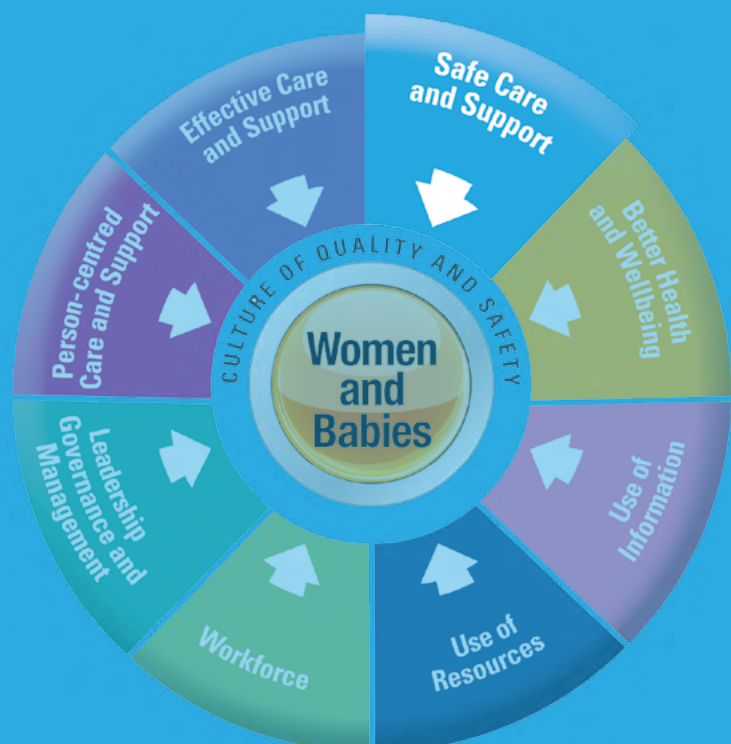 Effective Care
and Support
Safe Care
and Support
Better Health
and Wellbeing
Use of
Information
Use of
Resources
Workforce
Leadership
Governance and
Management
Person-centred
Care and Support
CULTURE OF QUALITY AND SAFETY
Women
and
Babies